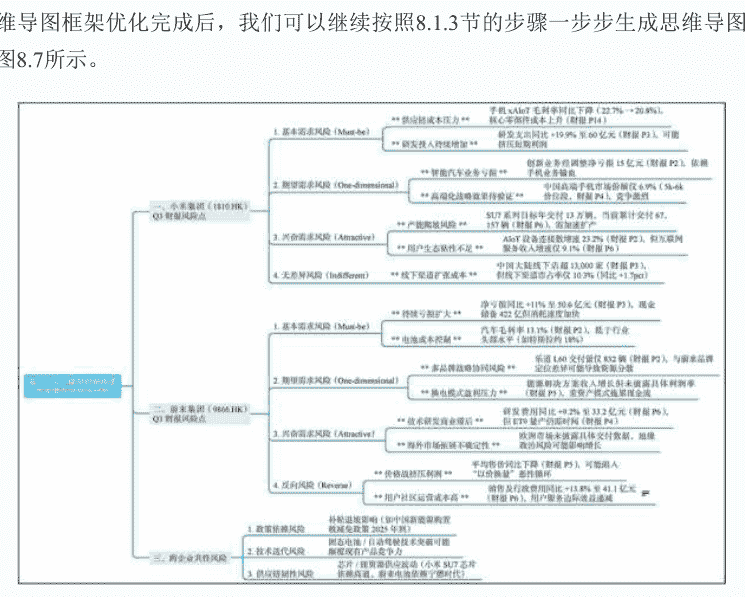 维导图框架优化完成后，我们可以继续按照8.1.3节的步骤一步步生成思维导图
图8.7所示。
一、小米集团（1810.HK）
Q3 财报风险点
1. 基本需求风险（Must-be）
** 供应链成本压力 **
手机 xAIoT 毛利率同比下降（22.7% → 20.8%），
核心零部件成本上升（财报 P14）
** 研发投入持续增加 **
研发支出同比 +19.9% 至 60 亿元（财报 P3），可能
挤压短期利润
2. 期望需求风险（One-dimensional）
** 智能汽车业务亏损 **
创新业务经调整净亏损 15 亿元（财报 P2），依赖
手机业务输血
** 高端化战略效果待验证 **
中国高端手机市场份额仅 6.9%（5k-6k
价位段，财报 P4），竞争激烈
3. 兴奋需求风险（Attractive）
** 产能爬坡风险 **
SU7 系列目标年交付 13 万辆，当前累计交付 67,
157 辆（财报 P6），需加速扩产
** 用户生态黏性不足 **
AIoT 设备连接数增速 23.2%（财报 P2），但互联网
服务收入增速仅 9.1%（财报 P6）
4. 无差异风险（Indifferent）
** 线下渠道扩张成本 **
中国大陆线下店超 13,000 家（财报 P3），
但线下渠道市占率仅 10.3%（同比 +1.7pct）
二、蔚来集团（9866.HK）
Q3 财报风险点
1. 基本需求风险（Must-be）
** 持续亏损扩大 **
净亏损同比 +11% 至 50.6 亿元（财报 P3），现金
储备 422 亿但消耗速度加快
** 电池成本控制 **
汽车毛利率 13.1%（财报 P2），低于行业
头部水平（如特斯拉约 18%）
2. 期望需求风险（One-dimensional）
** 多品牌战略协同风险 **
乐道 L60 交付量仅 832 辆（财报 P2），与蔚来品牌
定位差异可能导致资源分散
** 换电模式盈利压力 **
能源解决方案收入增长但未披露具体利润率
（财报 P5），重资产模式拖累现金流
3. 兴奋需求风险（Attractive）
** 技术研发商业滞后 **
研发费用同比 +9.2% 至 33.2 亿元（财报 P6），
但 ET9 量产仍需时间（财报 P4）
** 海外市场拓展不确定性 **
欧洲市场未披露具体交付数据，地缘
政治风险可能影响增长
4. 反向风险（Reverse）
** 价格战挤压利润 **
平均售价同比下降（财报 P5），可能陷入
“以价换量”恶性循环
** 用户社区运营成本高 **
销售及行政费用同比 +13.8% 至 41.1 亿元
（财报 P6），用户服务边际效益递减
三、两企业共性风险
1. 政策依赖风险
补贴退坡影响（如中国新能源购置
税减免政策 2025 年到）
2. 技术迭代风险
固态电池 / 自动驾驶技术突破可能
颠覆现有产品竞争力
3. 供应链韧性风险
芯片 / 锂资源供应波动（小米 SU7 芯片
依赖高通，蔚来电池依赖宁德时代）